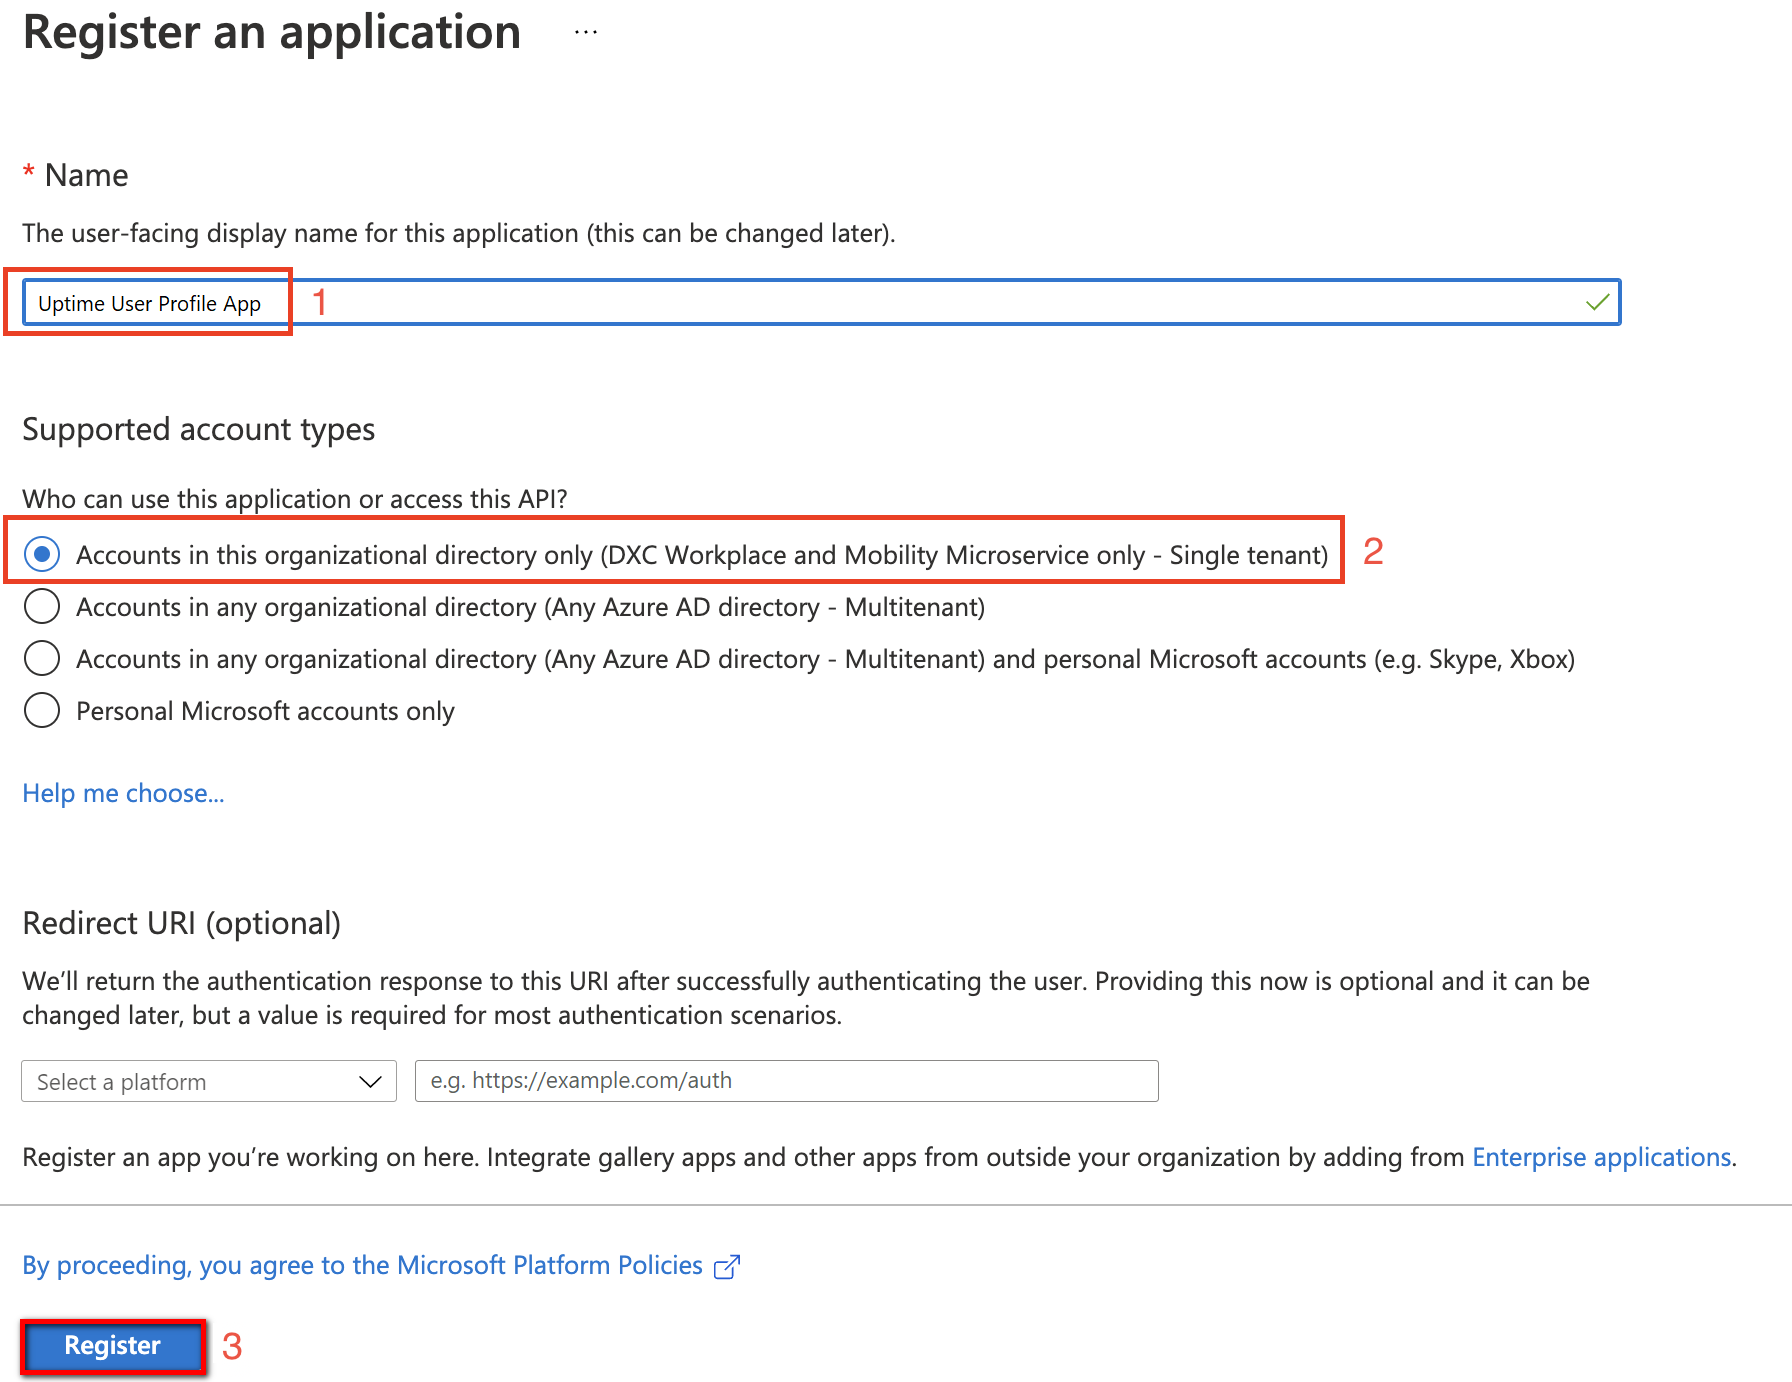 Register an application ...
* Name
The user-facing display name for this application (this can be changed later).
Uptime User Profile App 1
Supported account types
Who can use this application or access this API?
Accounts in this organizational directory only (DXC Workplace and Mobility Microservice only - Single tenant) 2
Accounts in any organizational directory (Any Azure AD directory - Multitenant)
Accounts in any organizational directory (Any Azure AD directory - Multitenant) and personal Microsoft accounts (e.g. Skype, Xbox)
Personal Microsoft accounts only
Help me choose...
Redirect URI (optional)
We’ll return the authentication response to this URI after successfully authenticating the user. Providing this now is optional and it can be
changed later, but a value is required for most authentication scenarios.
Select a platform e.g. https://example.com/auth
Register an app you’re working on here. Integrate gallery apps and other apps from outside your organization by adding from Enterprise applications.
By proceeding, you agree to the Microsoft Platform Policies
Register 3